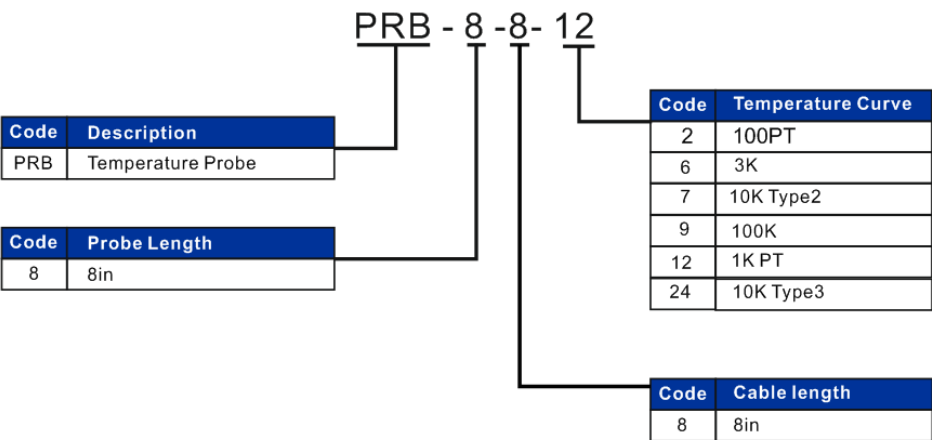 PRB - 8 -8- 12
Code Description
PRB Temperature Probe
Code Probe Length
8 8in
Code Temperature Curve
2 100PT
6 3K
7 10K Type2
9 100K
12 1K PT
24 10K Type3
Code Cable length
8 8in